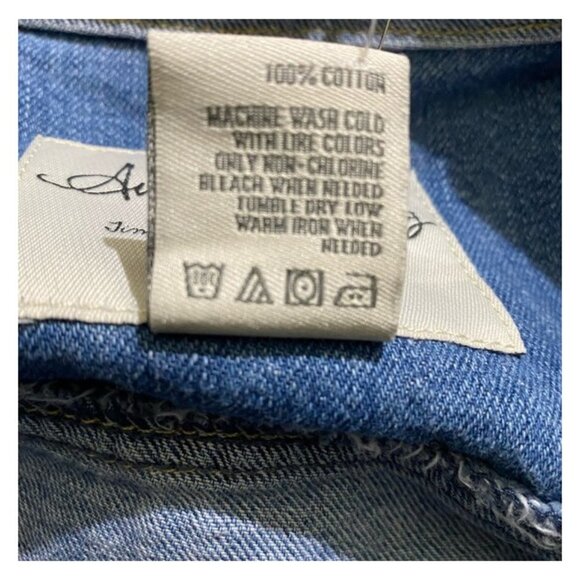 100% COTTON
MACHINE WASH COLD
WITH LIKE COLORS
ONLY NON-CHLORINE
BLEACH WHEN NEEDED
TUMBLE DRY LOW
WARM IRON WHEN
NEEDED